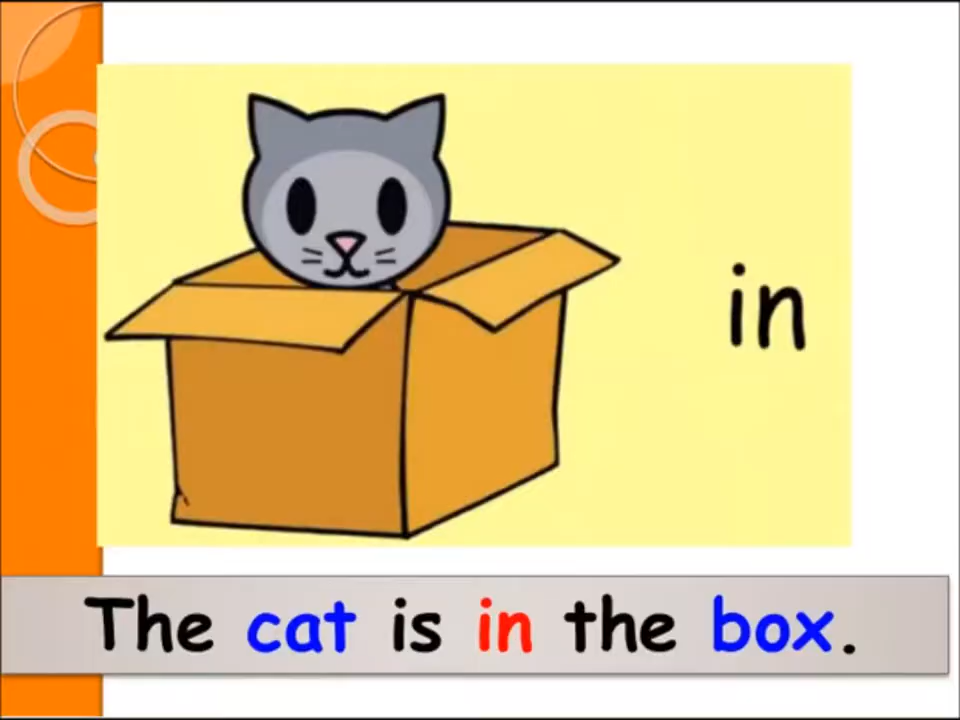 in
The cat is in the box.